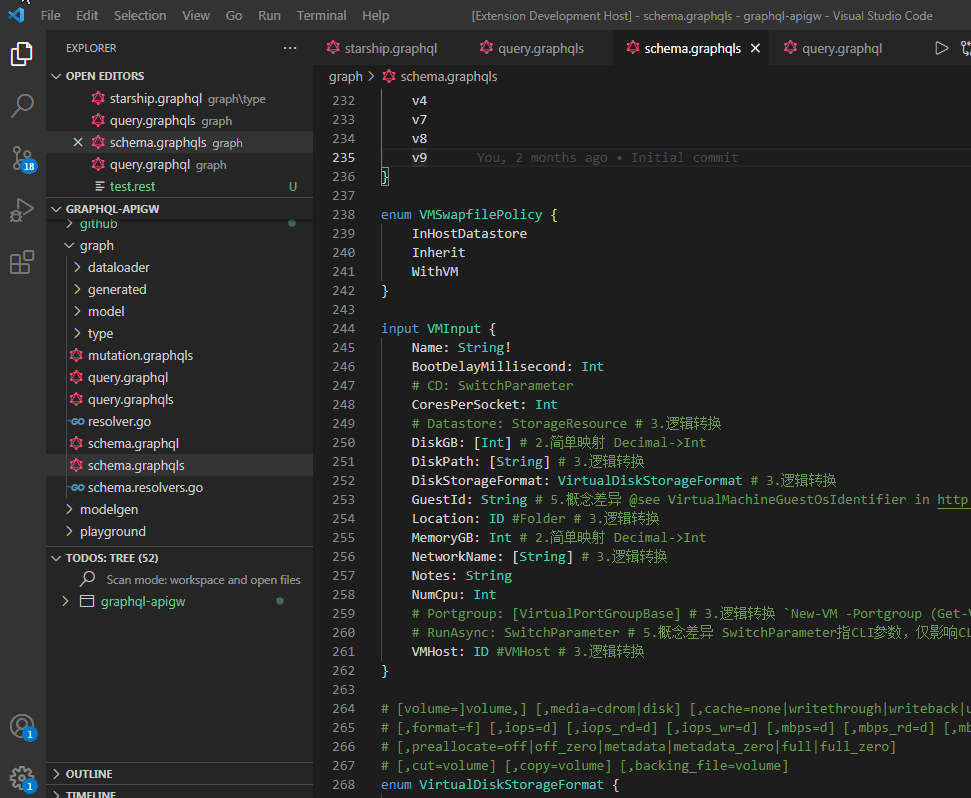 File Edit Selection View Go Run Terminal Help [Extension Development Host] - schema.graphqls - graphql-apigw - Visual Studio Code
EXPLORER
starship.graphql query.graphqls schema.graphqls query.graphql
OPEN EDITORS
starship.graphql graph\type
query.graphqls graph
schema.graphqls graph
query.graphql graph
test.rest U
18
GRAPHQL-APIGW
github
graph
dataloader
generated
model
type
mutation.graphqls
query.graphql
query.graphqls
resolver.go
schema.graphql
schema.graphqls
schema.resolvers.go
modelgen
playground
TODOS: TREE (52)
Scan mode: workspace and open files
graphql-apigw
1
1
OUTLINE
TIMELINE
graph > schema.graphqls
232 v4
233 v7
234 v8
235 v9 You, 2 months ago • Initial commit
236 }
237
238 enum VMSwapfilePolicy {
239 InHostDatastore
240 Inherit
241 WithVM
242 }
243
244 input VMInput {
245 Name: String!
246 BootDelayMillisecond: Int
247 # CD: SwitchParameter
248 CoresPerSocket: Int
249 # Datastore: StorageResource # 3.逻辑转换
250 DiskGB: [Int] # 2.简单映射 Decimal->Int
251 DiskPath: [String] # 3.逻辑转换
252 DiskStorageFormat: VirtualDiskStorageFormat # 3.逻辑转换
253 GuestId: String # 5.概念差异 @see VirtualMachineGuestOsIdentifier in http
254 Location: ID #Folder # 3.逻辑转换
255 MemoryGB: Int # 2.简单映射 Decimal->Int
256 NetworkName: [String] # 3.逻辑转换
257 Notes: String
258 NumCpu: Int
259 # Portgroup: [VirtualPortGroupBase] # 3.逻辑转换 `New-VM -Portgroup (Get-V
260 # RunAsync: SwitchParameter # 5.概念差异 SwitchParameter指CLI参数，仅影响CL
261 VMHost: ID #VMHost # 3.逻辑转换
262 }
263
264 # [volume=]volume,] [,media=cdrom|disk] [,cache=none|writethrough|writeback|u
265 # [,format=f] [,iops=d] [,iops_rd=d] [,iops_wr=d] [,mbps=d] [,mbps_rd=d] [,mb
266 # [,preallocate=off|off_zero|metadata|metadata_zero|full|full_zero]
267 # [,cut=volume] [,copy=volume] [,backing_file=volume]
268 enum VirtualDiskStorageFormat {